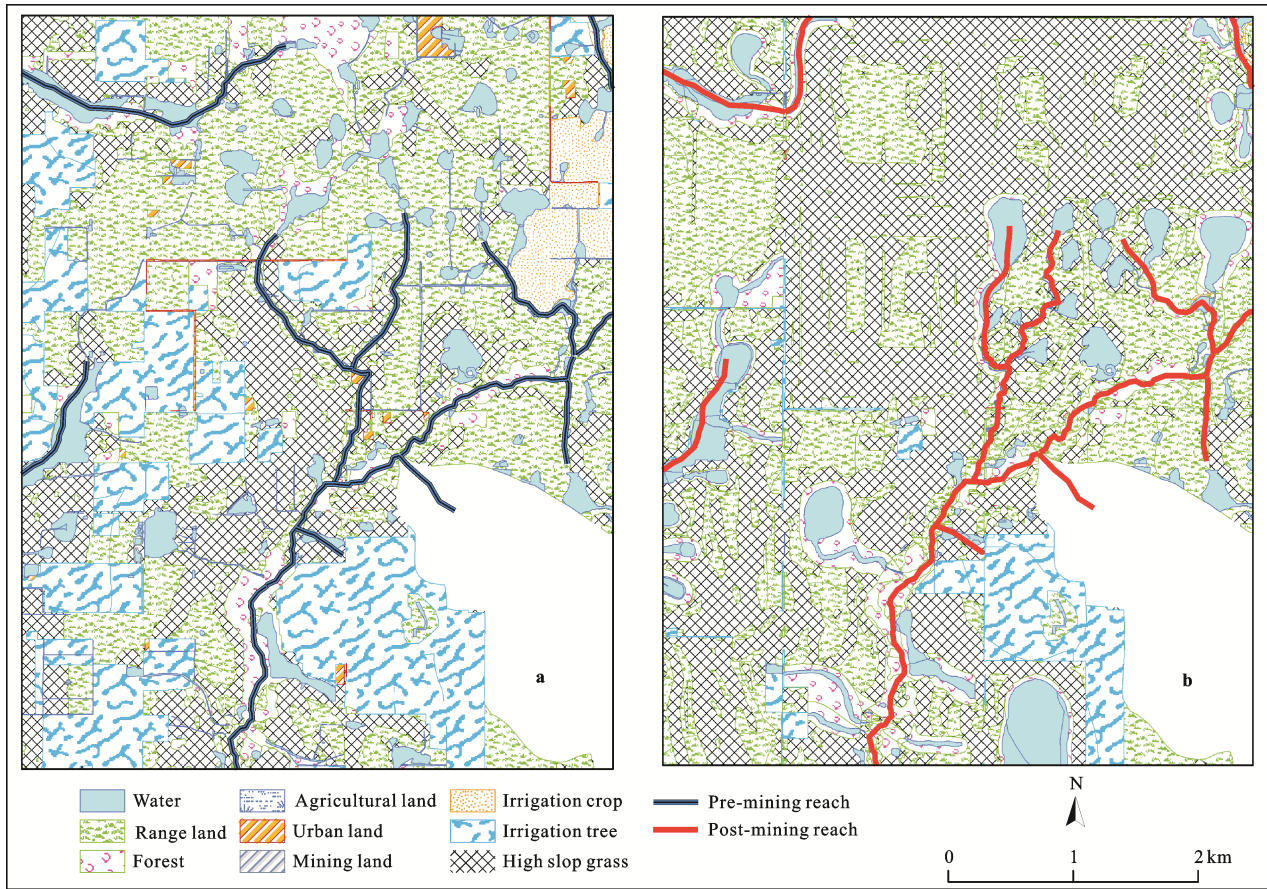 a
b
Water
Agricultural land
Irrigation crop
Pre-mining reach
Range land
Urban land
Irrigation tree
Post-mining reach
Forest
Mining land
High slop grass
N
0 1 2 km